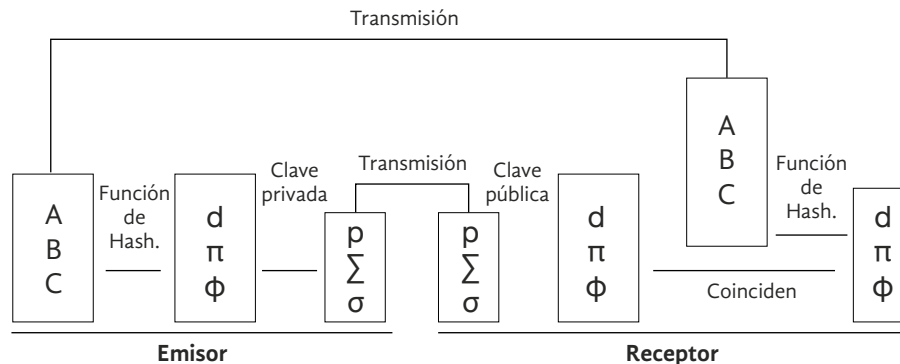 Transmisión
A
B
C
Función
de
Hash.
d
π
ф
Clave
privada
p
∑
σ
Transmisión
p
∑
σ
Clave
pública
d
π
ф
A
B
C
Función
de
Hash.
d
π
ф
Coinciden
Emisor
Receptor